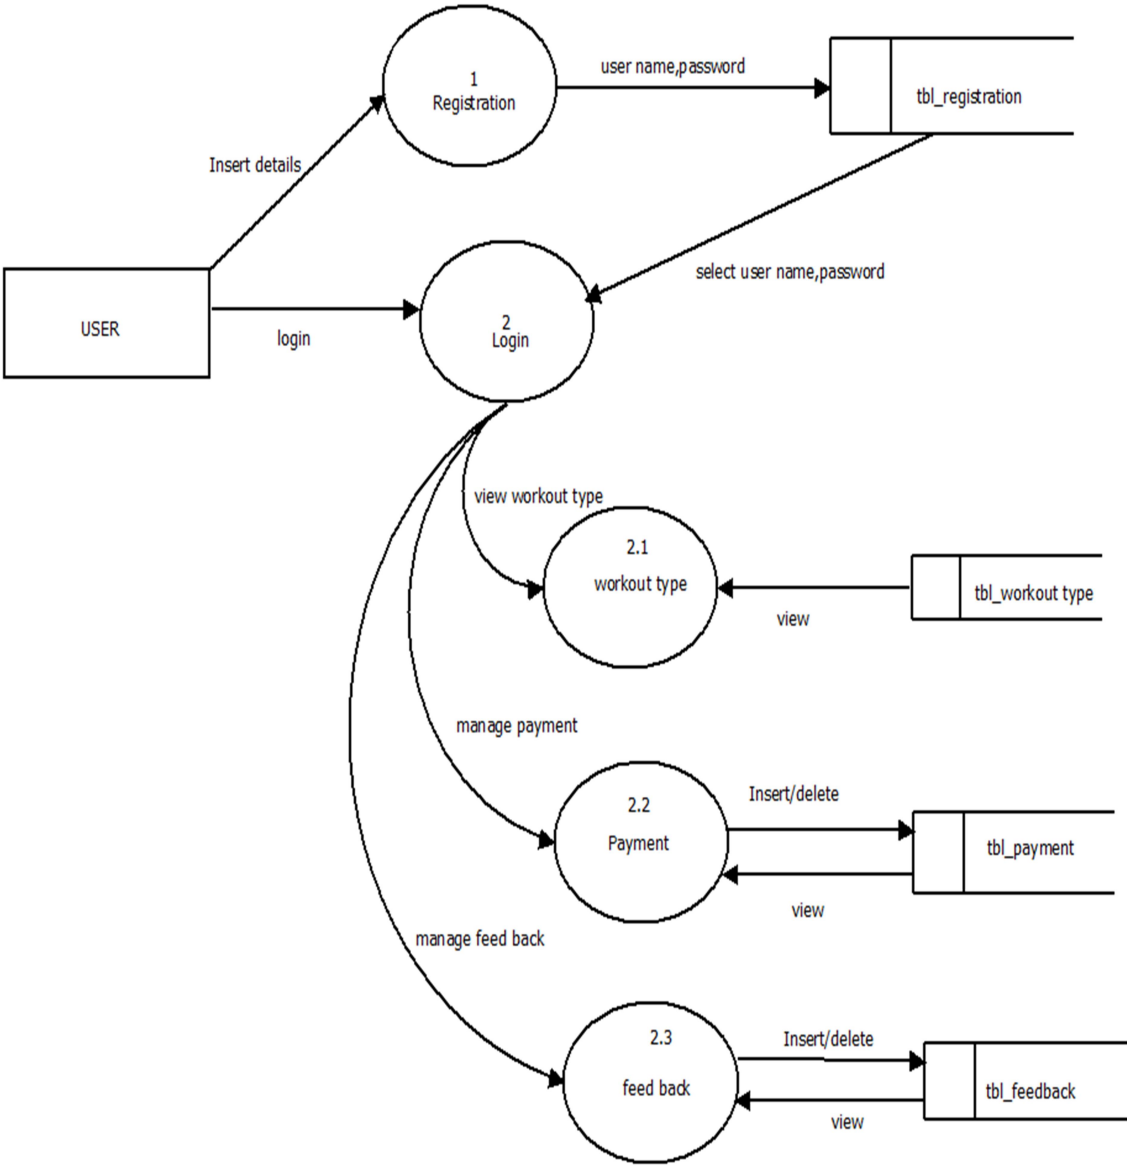 1
Registration
user name,password
tbl_registration
Insert details
select user name,password
USER
login
2
Login
view workout type
2.1
workout type
tbl_workout type
view
manage payment
2.2
Payment
Insert/delete
tbl_payment
view
manage feed back
2.3
feed back
Insert/delete
tbl_feedback
view